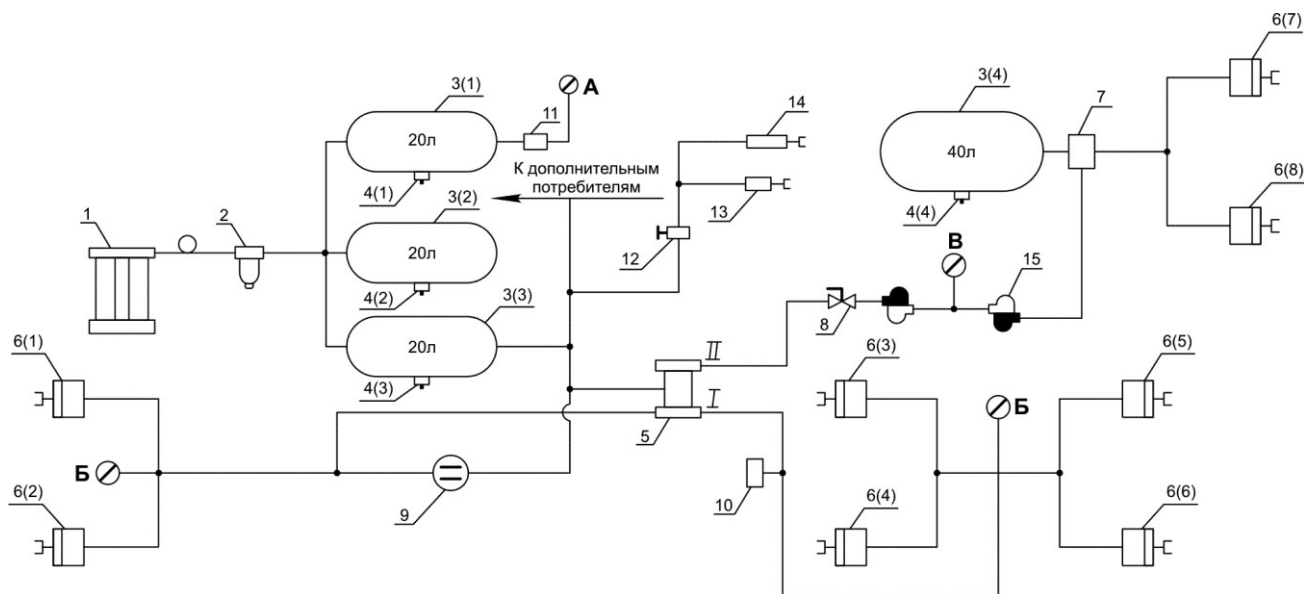 6(7)
3(1)
А
3(4)
14
11
7
20л
40л
К дополнительным
потребителям
6(8)
4(1)
3(2)
13
4(4)
1
2
В
20л
12
15
4(2)
3(3)
8
6(1)
20л
II
6(3)
6(5)
4(3)
I
Б
5
Б
6(2)
9
10
6(4)
6(6)